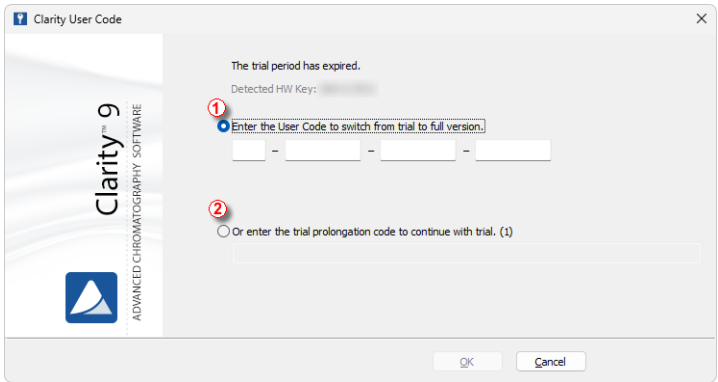 Clarity User Code
The trial period has expired.
Detected HW Key:
1
Enter the User Code to switch from trial to full version.
– – –
2
Or enter the trial prolongation code to continue with trial. (1)
Clarity™ 9
ADVANCED CHROMATOGRAPHY SOFTWARE
OK
Cancel